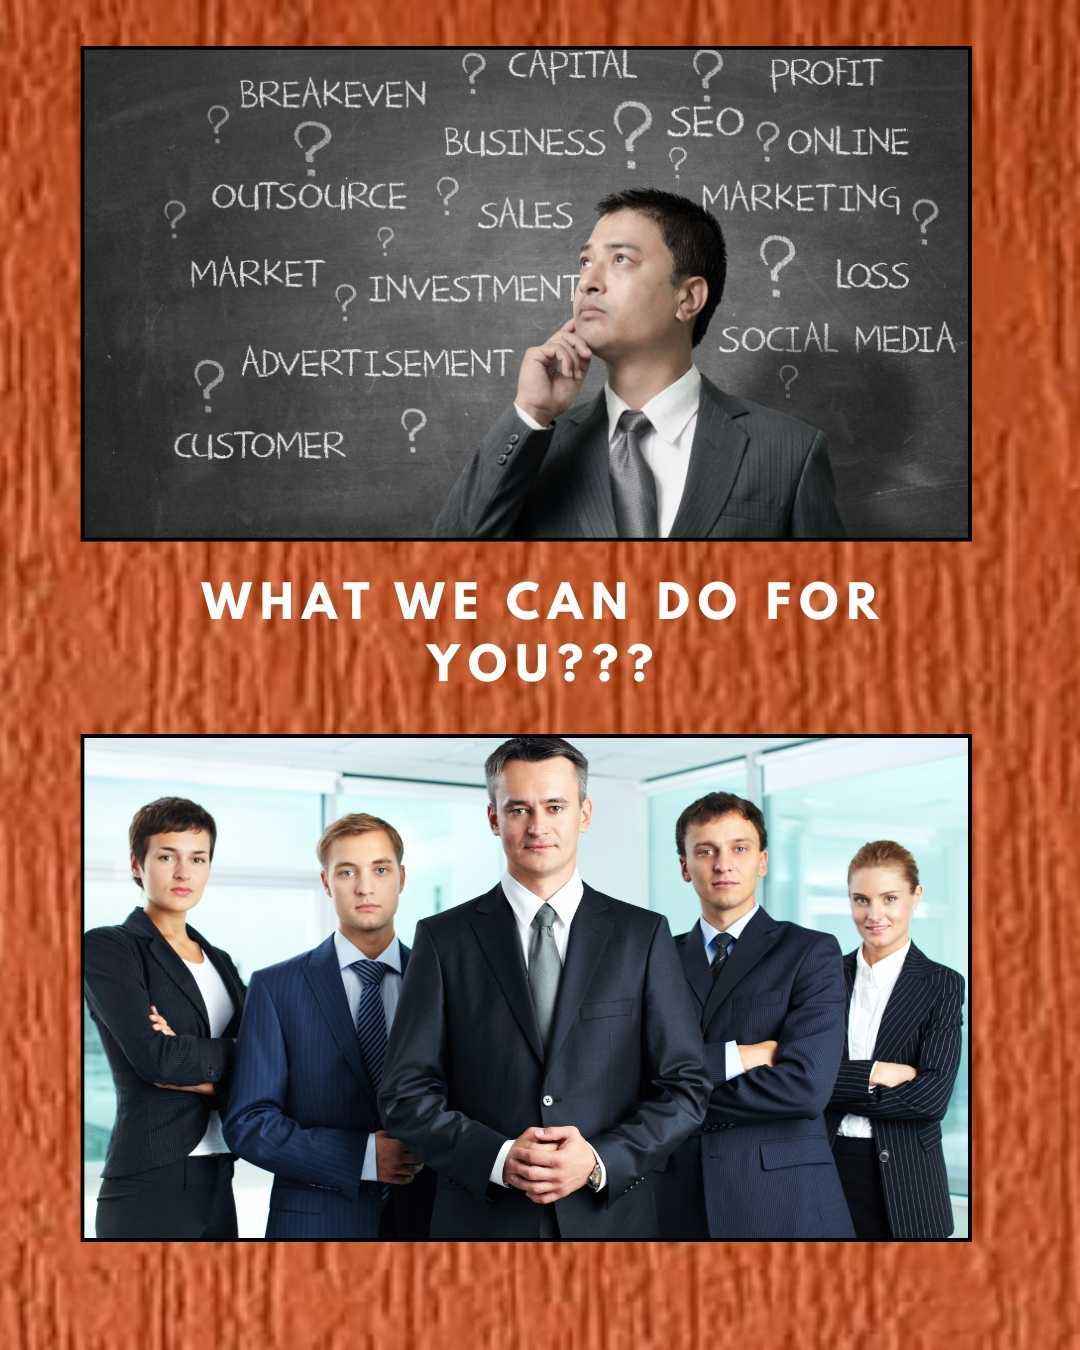 CAPITAL
PROFIT
BREAKEVEN
SEO
BUSINESS
ONLINE
OUTSOURCE
SALES
MARKETING
MARKET
INVESTMENT
LOSS
SOCIAL MEDIA
ADVERTISEMENT
CUSTOMER
WHAT WE CAN DO FOR
YOU???